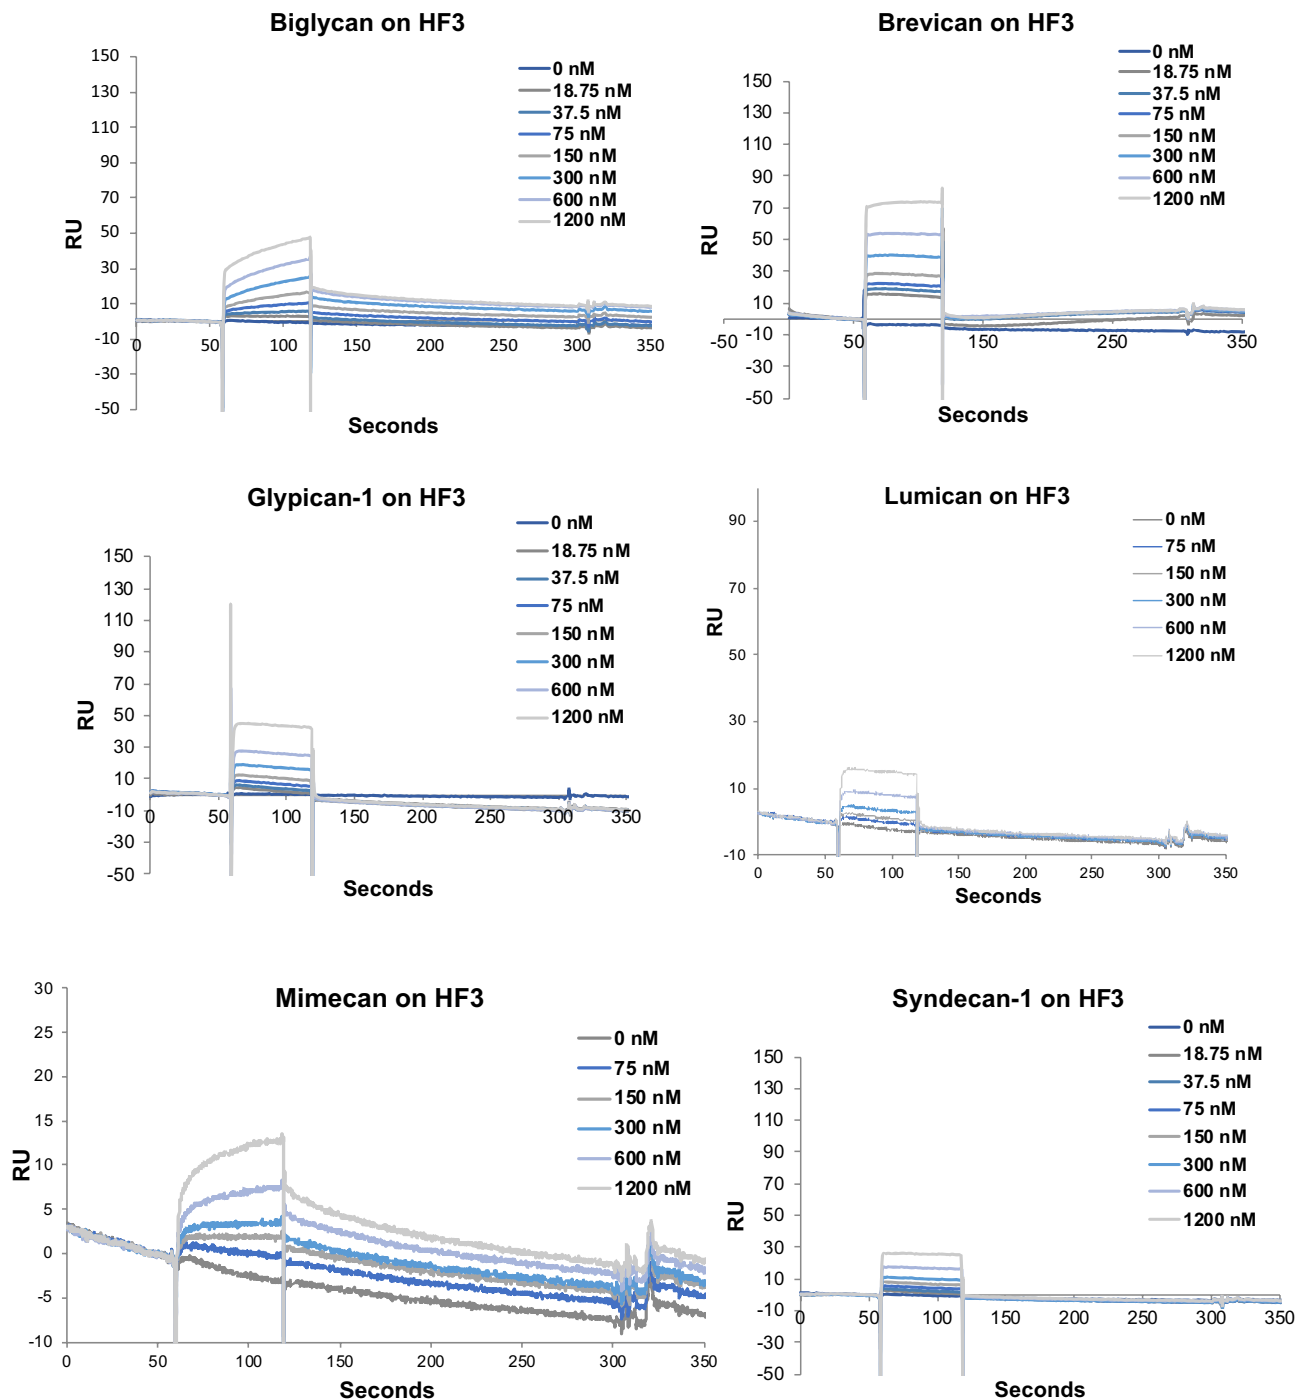 Biglycan on HF3
150
130
110
90
70
50
30
10
-10
-30
-50
0
50
100
150
200
250
300
350
RU
Seconds
0 nM
18.75 nM
37.5 nM
75 nM
150 nM
300 nM
600 nM
1200 nM
Brevican on HF3
150
130
110
90
70
50
30
10
-10
-30
-50
-50
50
150
250
350
RU
Seconds
0 nM
18.75 nM
37.5 nM
75 nM
150 nM
300 nM
600 nM
1200 nM
Glypican-1 on HF3
150
130
110
90
70
50
30
10
-10
-30
-50
0
50
100
150
200
250
300
350
RU
Seconds
0 nM
18.75 nM
37.5 nM
75 nM
150 nM
300 nM
600 nM
1200 nM
Lumican on HF3
90
70
50
30
10
-10
0
50
100
150
200
250
300
350
RU
Seconds
0 nM
75 nM
150 nM
300 nM
600 nM
1200 nM
Mimecan on HF3
30
25
20
15
10
5
0
-5
-10
0
50
100
150
200
250
300
350
RU
Seconds
0 nM
75 nM
150 nM
300 nM
600 nM
1200 nM
Syndecan-1 on HF3
150
130
110
90
70
50
30
10
-10
-30
-50
0
50
100
150
200
250
300
350
RU
Seconds
0 nM
18.75 nM
37.5 nM
75 nM
150 nM
300 nM
600 nM
1200 nM